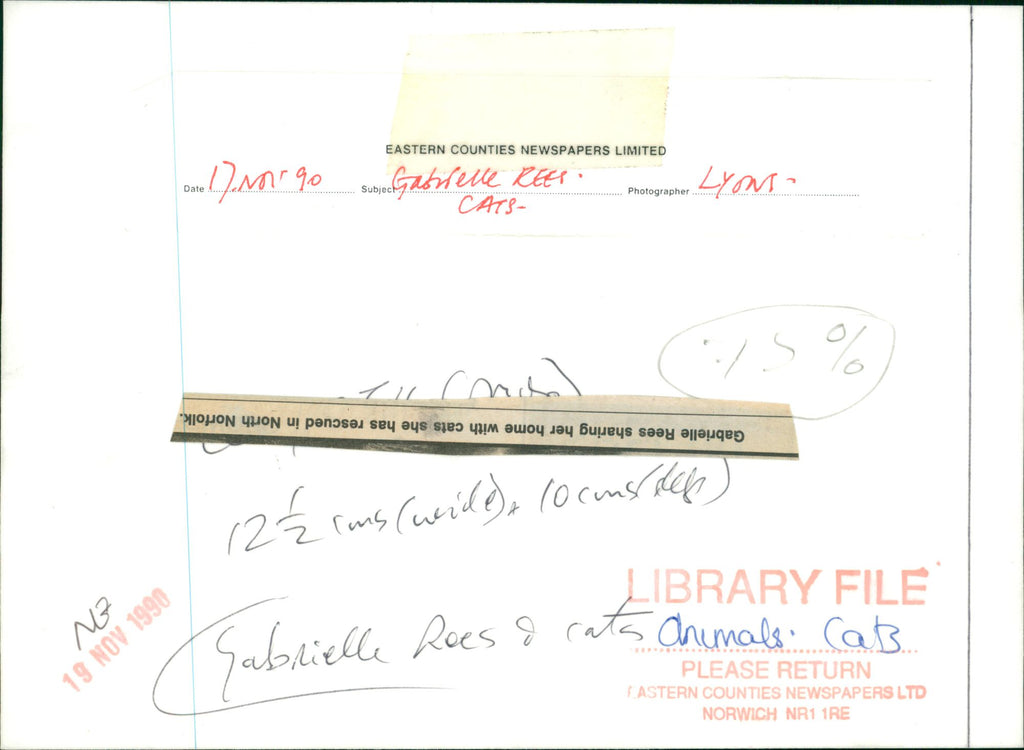 EASTERN COUNTIES NEWSPAPERS LIMITED
Date 17. NOV 90 Subject Gabrielle REES. Photographer LYONS-
CATS-
%
Gabrielle Rees sharing her home with cats she has rescued in North Norfolk.
12 1/2 cms (wide) x 10 cms (deep)
LIBRARY FILE
NB
19 NOV 1990
Gabrielle Rees & cats Animals. Cats
PLEASE RETURN
EASTERN COUNTIES NEWSPAPERS LTD
NORWICH NR1 1RE